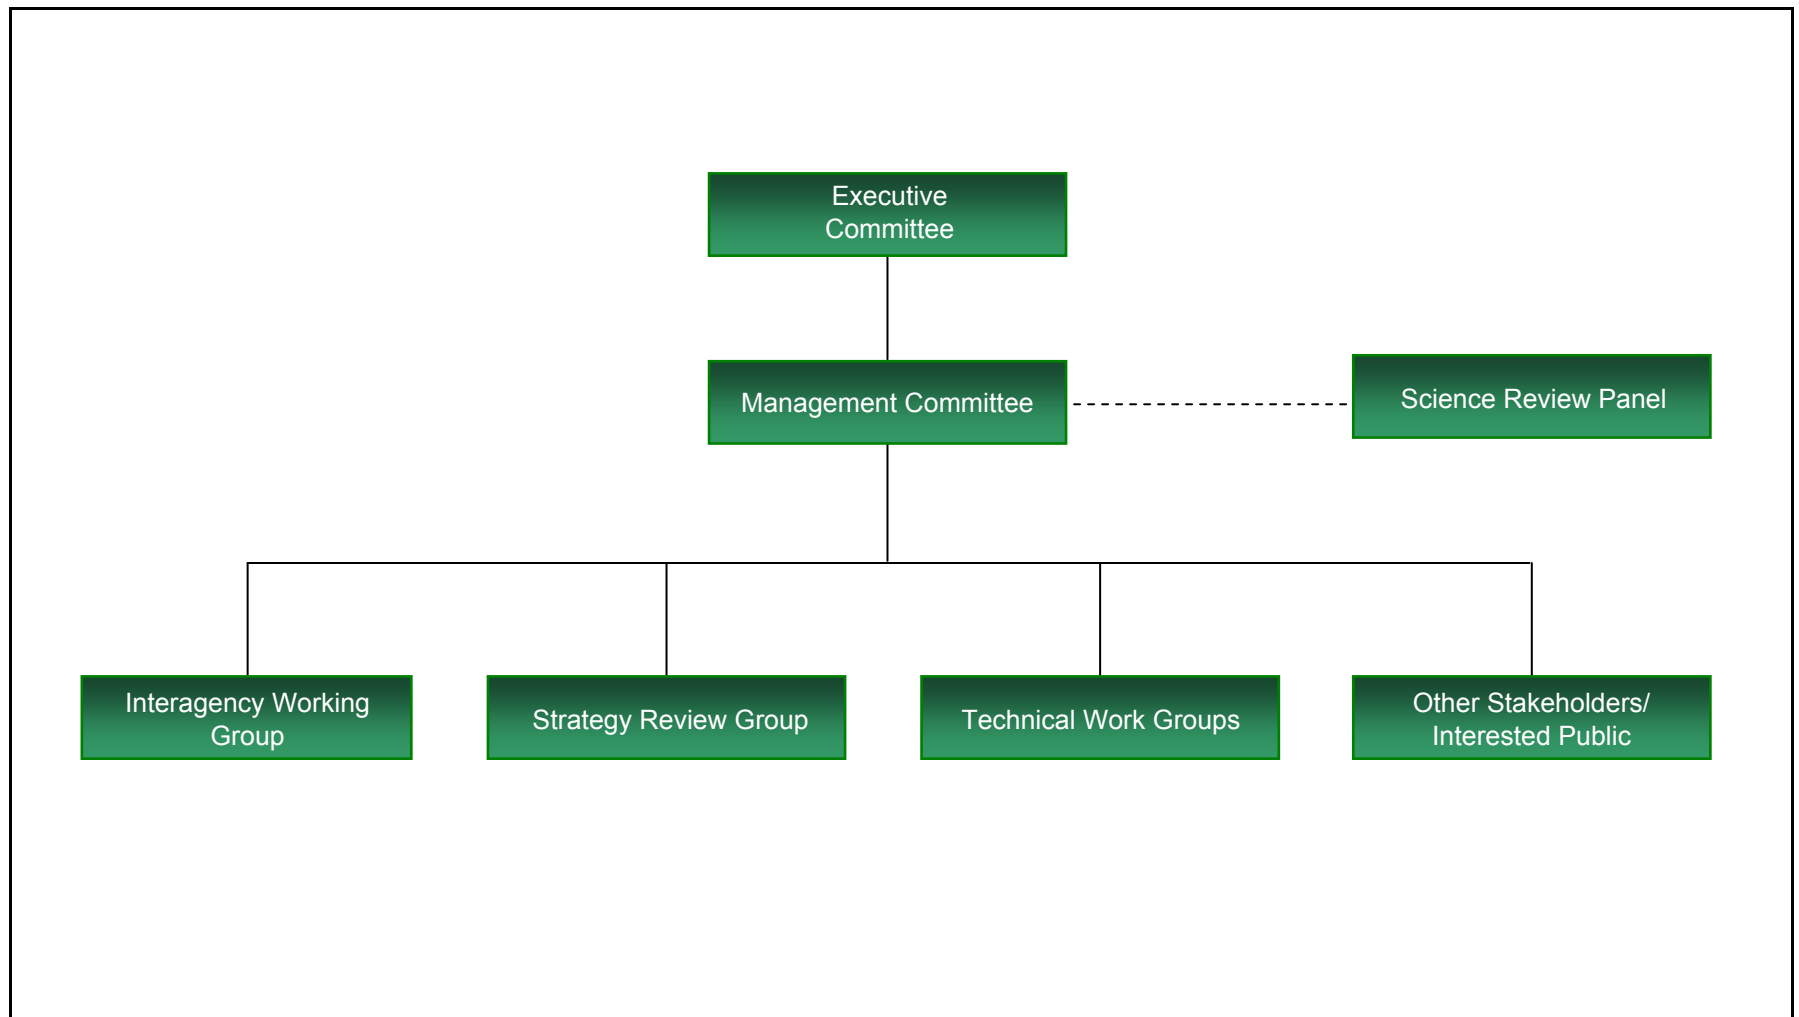 Executive
Committee
Management Committee
Science Review Panel
Interagency Working
Group
Strategy Review Group
Technical Work Groups
Other Stakeholders/
Interested Public